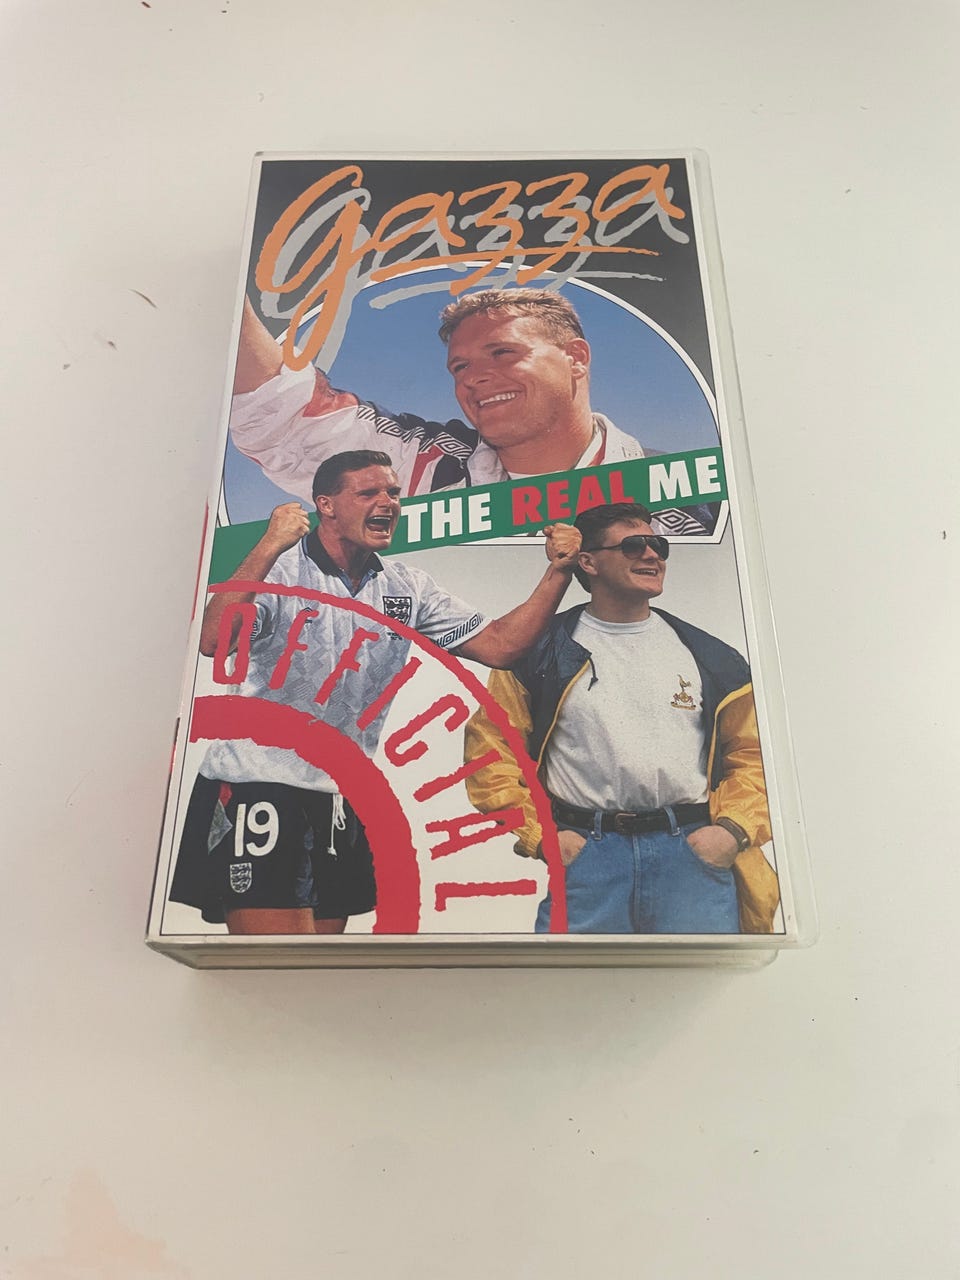 gazza
THE REAL ME
OFFICIAL
19